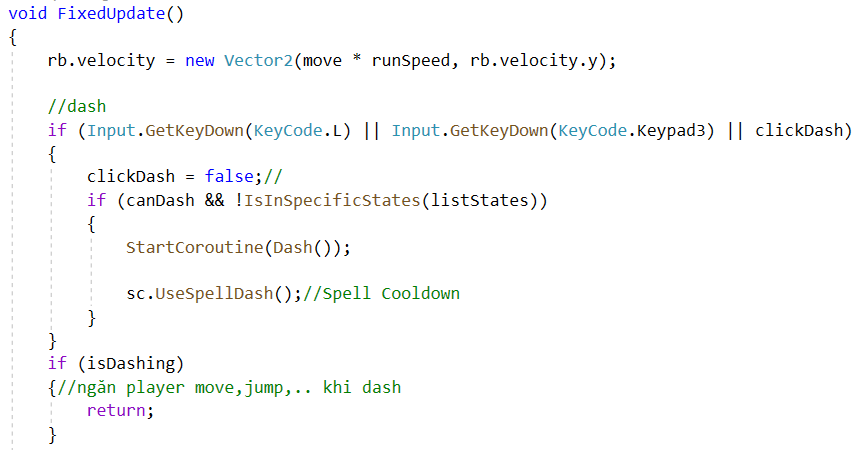 void FixedUpdate()
{
rb.velocity = new Vector2(move * runSpeed, rb.velocity.y);
//dash
if (Input.GetKeyDown(KeyCode.L) || Input.GetKeyDown(KeyCode.Keypad3) || clickDash)
{
clickDash = false;//
if (canDash && !IsInSpecificStates(listStates))
{
StartCoroutine(Dash());
sc.UseSpellDash();//Spell Cooldown
}
}
if (isDashing)
{//ngăn player move,jump,.. khi dash
return;
}